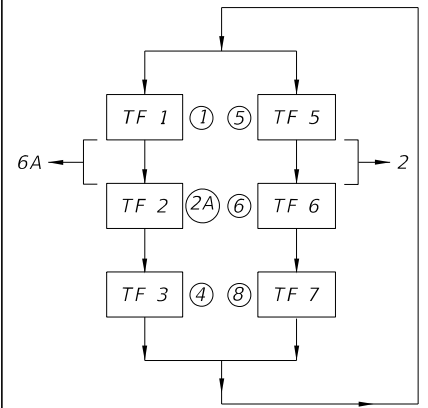 TF 1 ① ⑤ TF 5
6A 2
TF 2 2A ⑥ TF 6
TF 3 ④ ⑧ TF 7